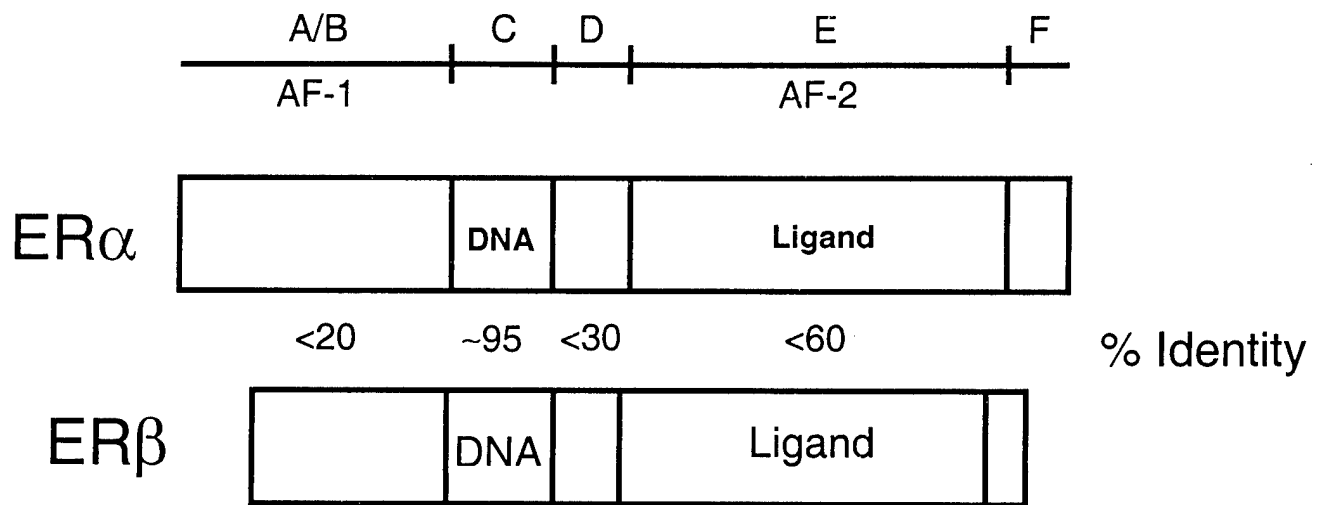 A/B C D E F
AF-1 AF-2
ERα DNA Ligand
<20 ~95 <30 <60 % Identity
ERβ DNA Ligand